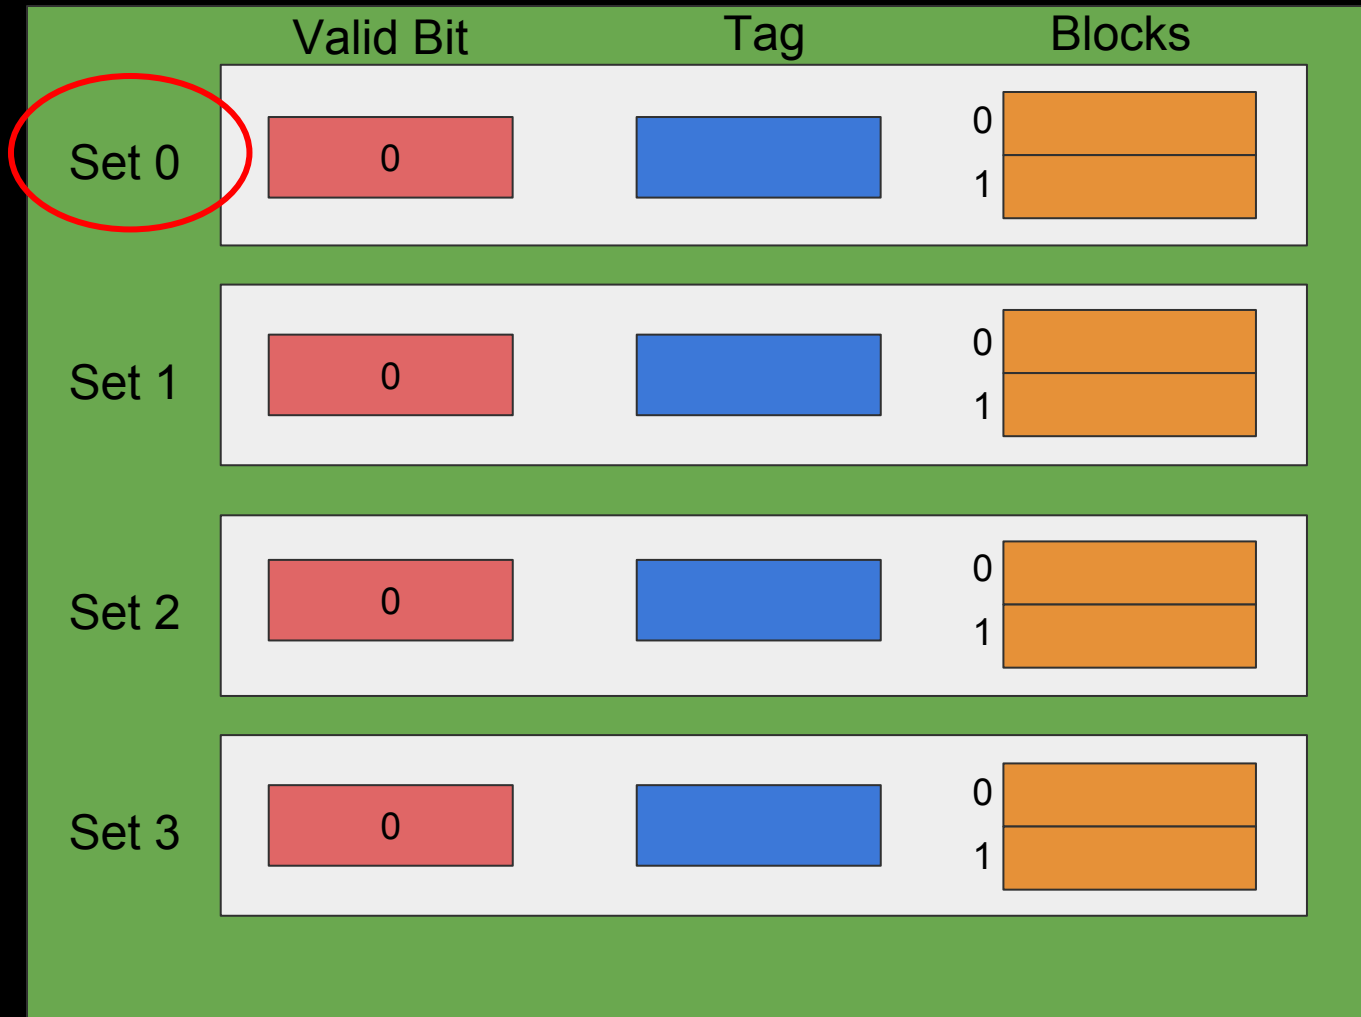 Valid Bit Tag Blocks
Set 0 0 0
1
Set 1 0 0
1
Set 2 0 0
1
Set 3 0 0
1